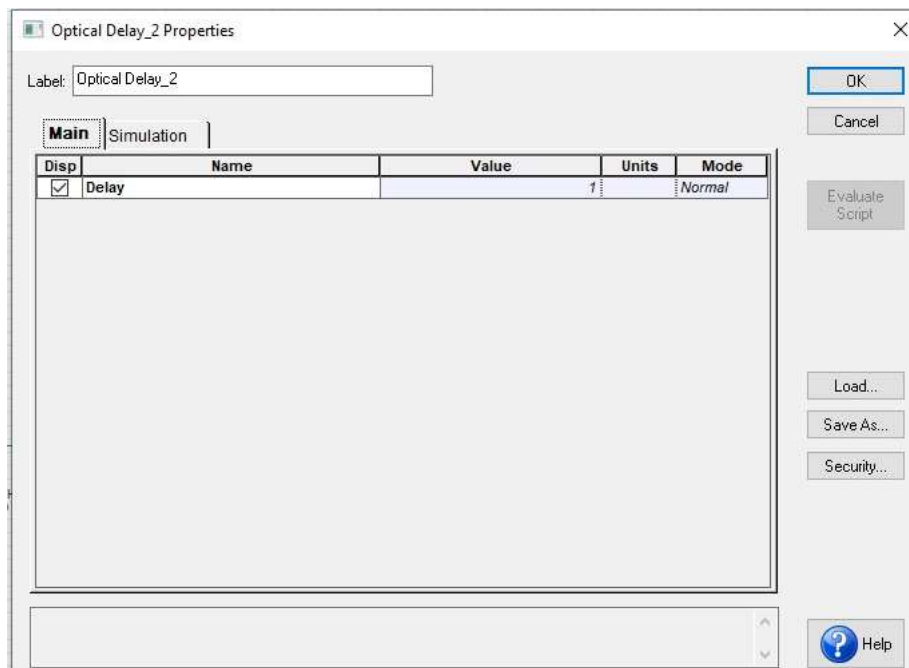 Optical Delay_2 Properties
Label: Optical Delay_2
OK
Cancel
Main Simulation
Disp Name Value Units Mode
Delay 1 Normal
Evaluate
Script
Load...
Save As...
Security...
Help